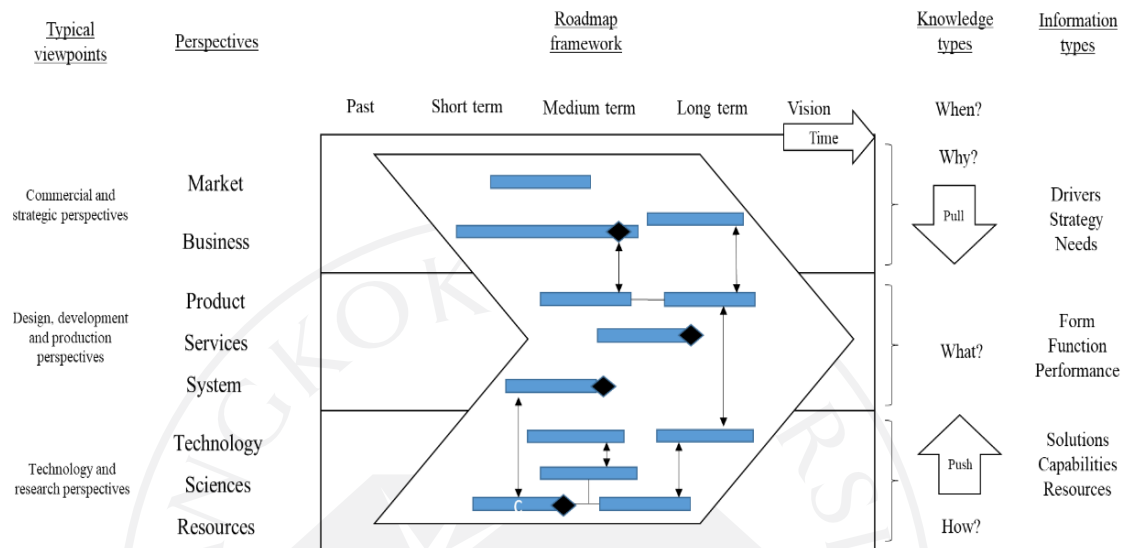 Typical
viewpoints
Perspectives
Roadmap
framework
Knowledge
types
Information
types
Past
Short term
Medium term
Long term
Vision
When?
Time
Commercial and
strategic perspectives
Market
Business
Why?
Pull
Drivers
Strategy
Needs
Design, development
and production
perspectives
Product
Services
System
What?
Form
Function
Performance
Technology and
research perspectives
Technology
Sciences
Resources
C
Push
How?
Solutions
Capabilities
Resources
NGKOK
RSI